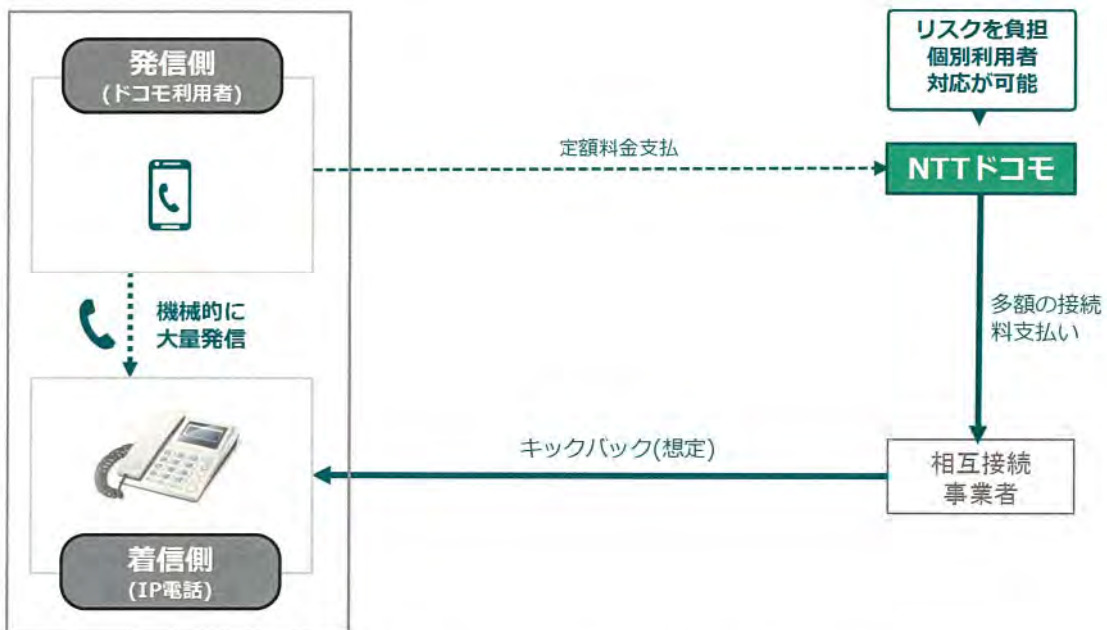 発信側
(ドコモ利用者)
リスクを負担
個別利用者
対応が可能
定額料金支払
NTTドコモ
機械的に
大量発信
多額の接続
料支払い
キックバック(想定)
相互接続
事業者
着信側
(IP電話)